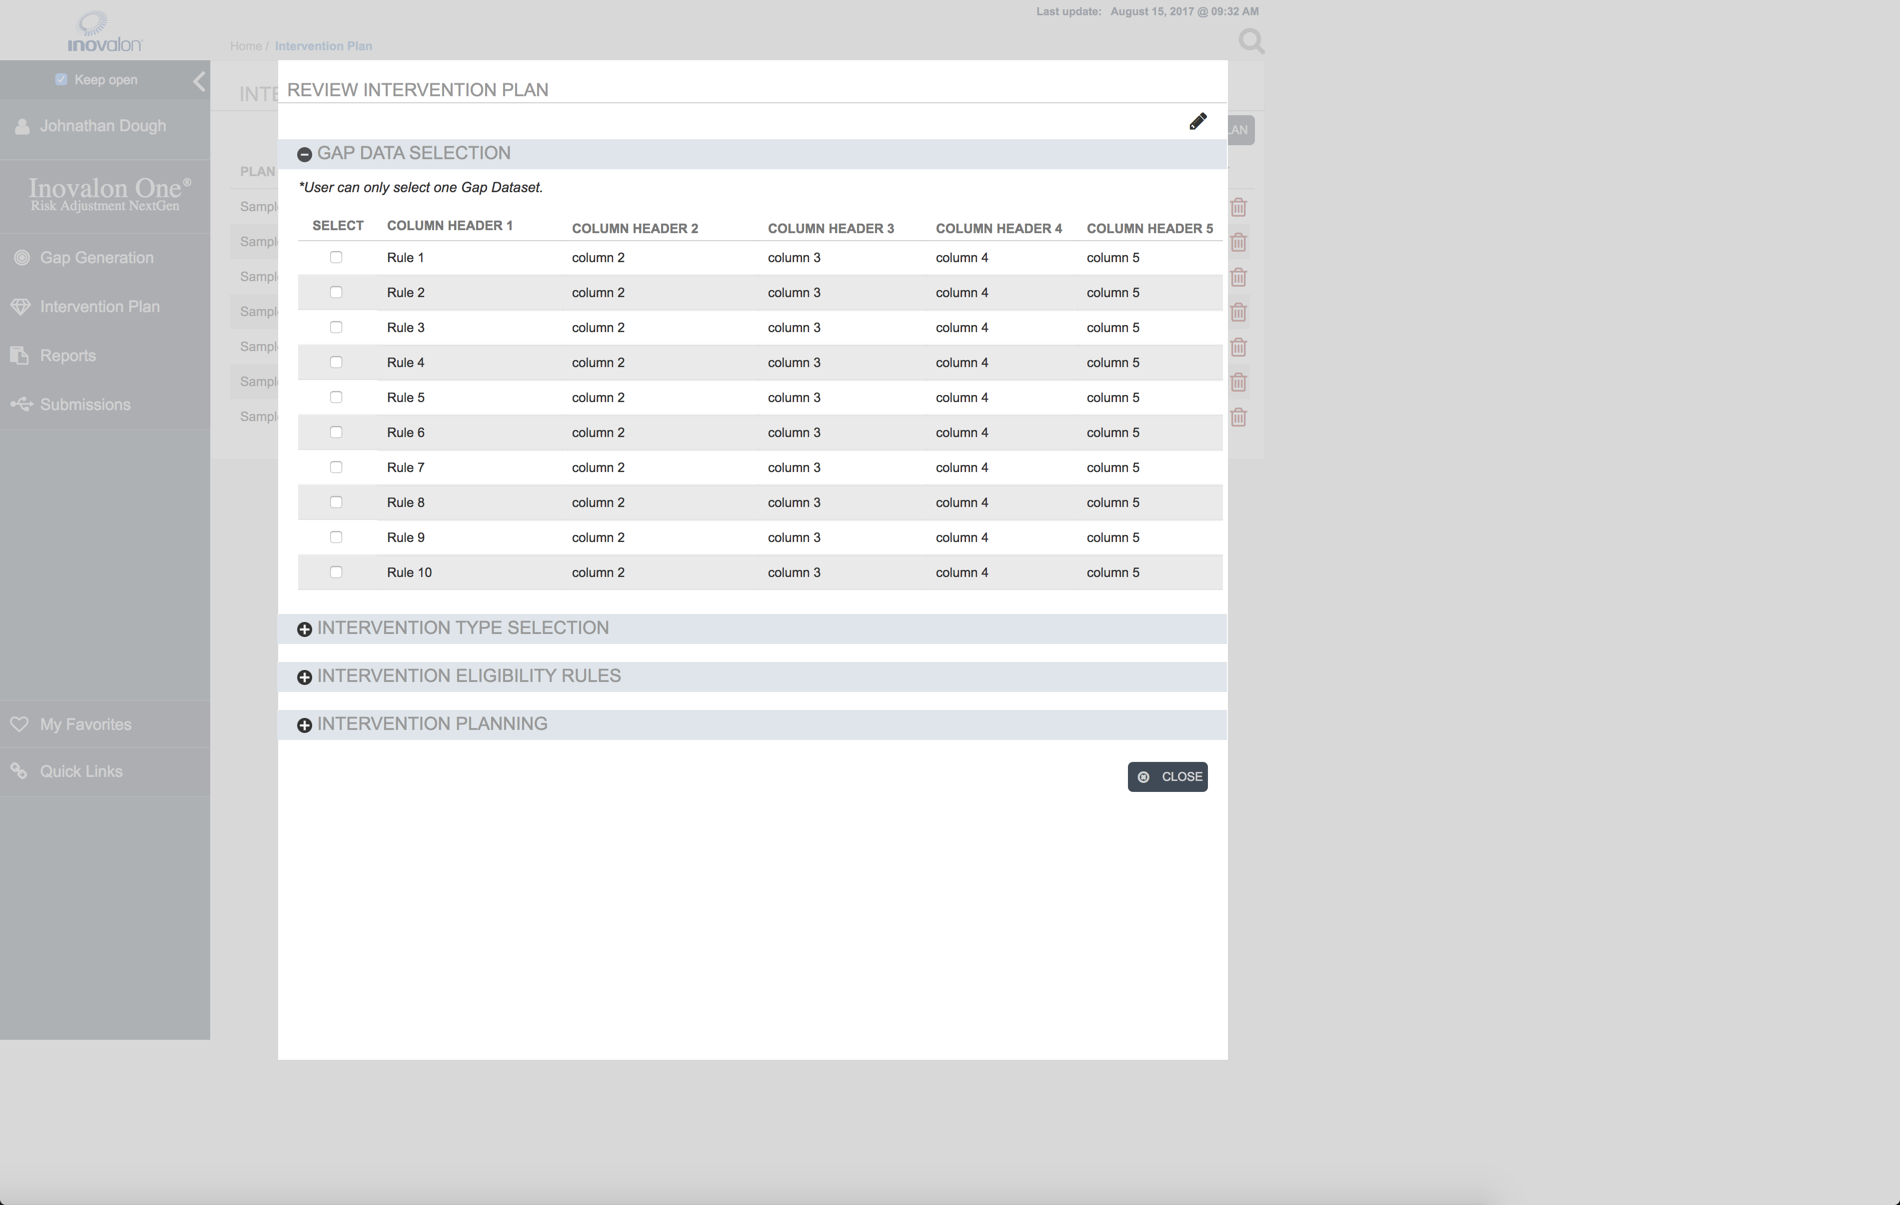 Last update: August 15, 2017 @ 09:32 AM
inovalon
Home / Intervention Plan
Keep open
Johnathan Dough
Inovalon One®
Risk Adjustment NextGen
Gap Generation
Intervention Plan
Reports
Submissions
My Favorites
Quick Links
INTE
LAN
PLAN
Sampl
Sampl
Sampl
Sampl
Sampl
Sampl
Sampl
REVIEW INTERVENTION PLAN
GAP DATA SELECTION
*User can only select one Gap Dataset.
SELECT COLUMN HEADER 1 COLUMN HEADER 2 COLUMN HEADER 3 COLUMN HEADER 4 COLUMN HEADER 5
Rule 1 column 2 column 3 column 4 column 5
Rule 2 column 2 column 3 column 4 column 5
Rule 3 column 2 column 3 column 4 column 5
Rule 4 column 2 column 3 column 4 column 5
Rule 5 column 2 column 3 column 4 column 5
Rule 6 column 2 column 3 column 4 column 5
Rule 7 column 2 column 3 column 4 column 5
Rule 8 column 2 column 3 column 4 column 5
Rule 9 column 2 column 3 column 4 column 5
Rule 10 column 2 column 3 column 4 column 5
INTERVENTION TYPE SELECTION
INTERVENTION ELIGIBILITY RULES
INTERVENTION PLANNING
CLOSE